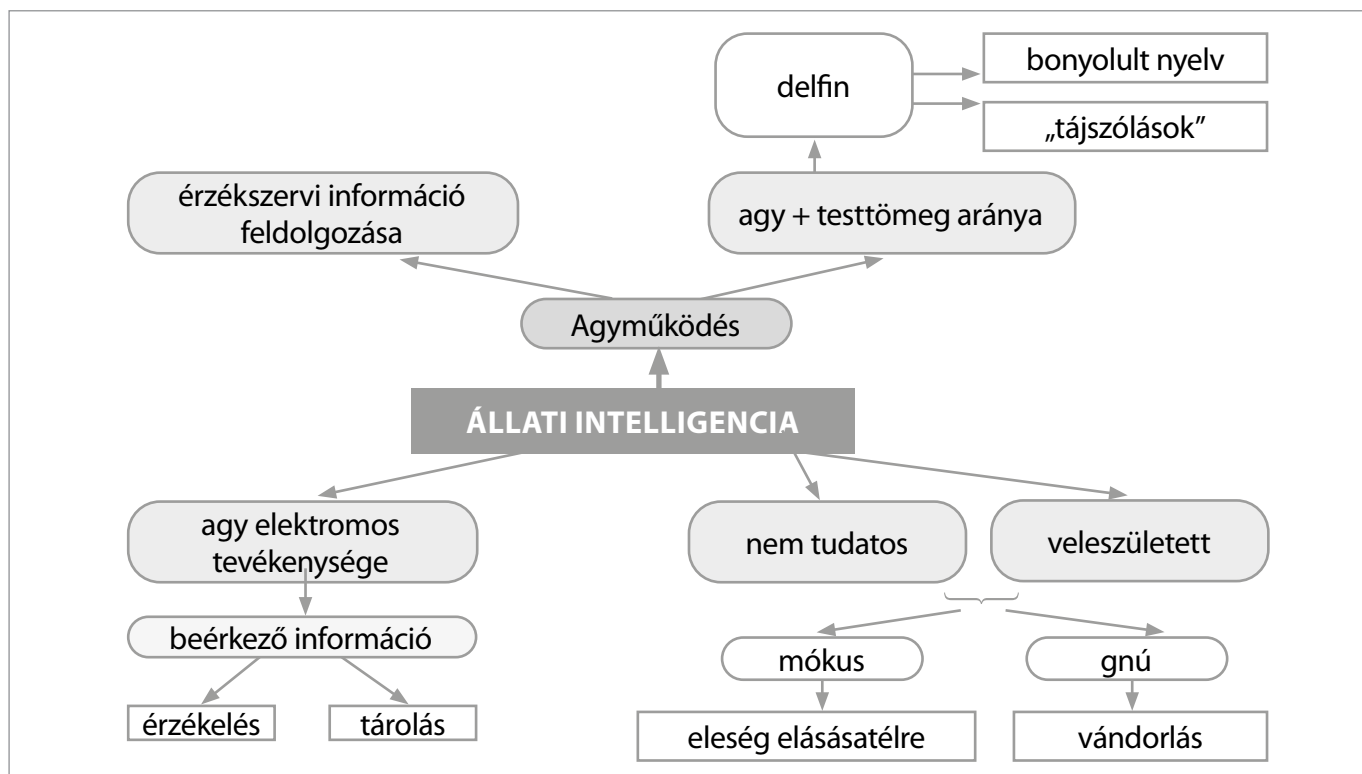 delfin
bonyolult nyelv
„tájszólások”
érzékszervi információ
feldolgozása
agy + testtömeg aránya
Agyműködés
ÁLLATI INTELLIGENCIA
agy elektromos
tevékenysége
nem tudatos
veleszületett
beérkező információ
mókus
gnú
érzékelés
tárolás
eleség elásásatélre
vándorlás